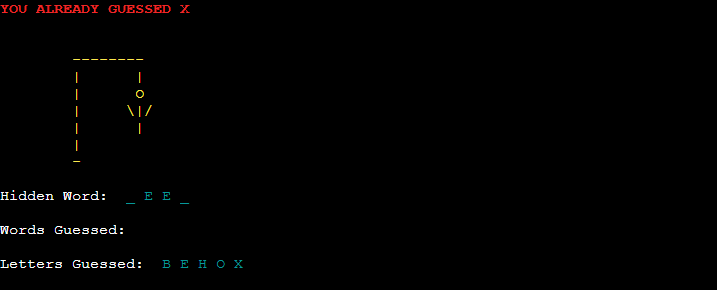 YOU ALREADY GUESSED X
Hidden Word: _ E E _
Words Guessed:
Letters Guessed: B E H O X